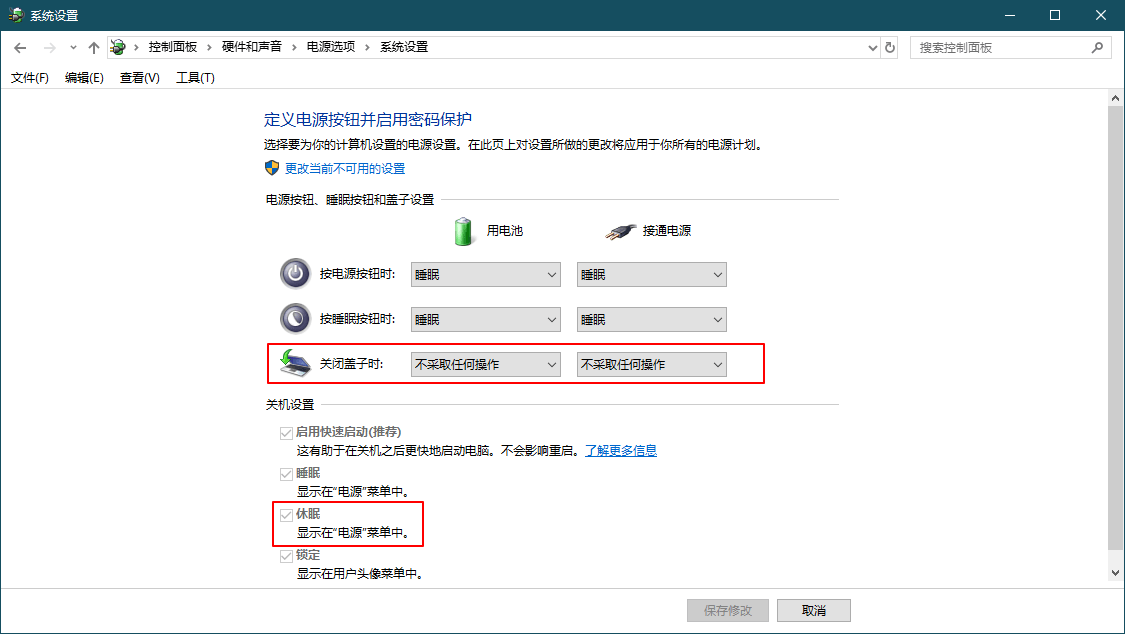 系统设置
控制面板 > 硬件和声音 > 电源选项 > 系统设置
搜索控制面板
文件(F) 编辑(E) 查看(V) 工具(T)
定义电源按钮并启用密码保护
选择要为你的计算机设置的电源设置。在此页上对设置所做的更改将应用于你所有的电源计划。
更改当前不可用的设置
电源按钮、睡眠按钮和盖子设置
用电池 接通电源
按电源按钮时: 睡眠 睡眠
按睡眠按钮时: 睡眠 睡眠
关闭盖子时: 不采取任何操作 不采取任何操作
关机设置
启用快速启动(推荐)
这有助于在关机之后更快地启动电脑。不会影响重启。了解更多信息
睡眠
显示在“电源”菜单中。
休眠
显示在“电源”菜单中。
锁定
显示在用户头像菜单中。
保存修改 取消